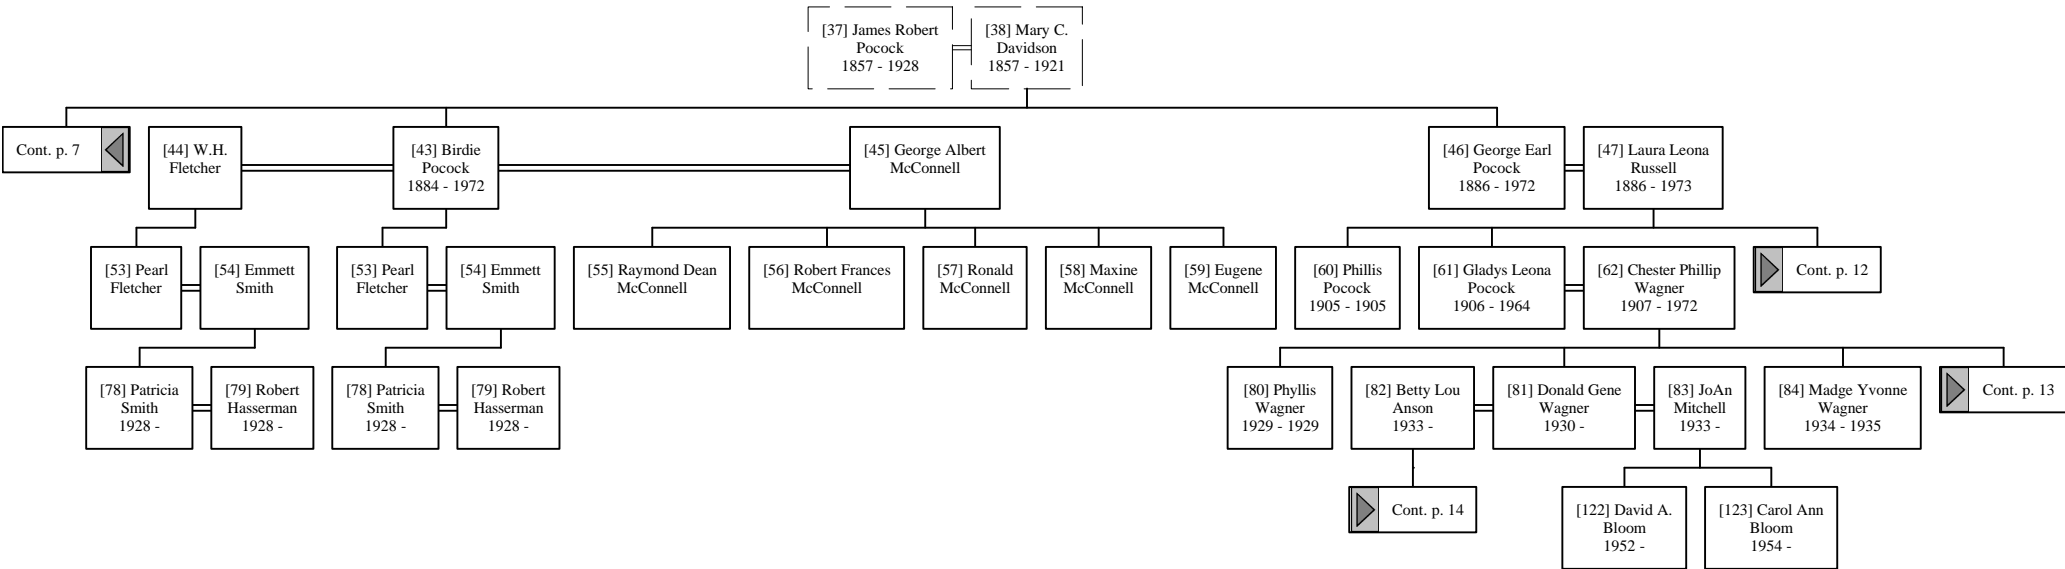 [37] James Robert
Pocock
1857 - 1928
[38] Mary C.
Davidson
1857 - 1921
Cont. p. 7
[44] W.H.
Fletcher
[43] Birdie
Pocock
1884 - 1972
[45] George Albert
McConnell
[46] George Earl
Pocock
1886 - 1972
[47] Laura Leona
Russell
1886 - 1973
[53] Pearl
Fletcher
[54] Emmett
Smith
[53] Pearl
Fletcher
[54] Emmett
Smith
[55] Raymond Dean
McConnell
[56] Robert Frances
McConnell
[57] Ronald
McConnell
[58] Maxine
McConnell
[59] Eugene
McConnell
[60] Phillis
Pocock
1905 - 1905
[61] Gladys Leona
Pocock
1906 - 1964
[62] Chester Phillip
Wagner
1907 - 1972
Cont. p. 12
[78] Patricia
Smith
1928 -
[79] Robert
Hasserman
1928 -
[78] Patricia
Smith
1928 -
[79] Robert
Hasserman
1928 -
[80] Phyllis
Wagner
1929 - 1929
[82] Betty Lou
Anson
1933 -
[81] Donald Gene
Wagner
1930 -
[83] JoAn
Mitchell
1933 -
[84] Madge Yvonne
Wagner
1934 - 1935
Cont. p. 13
Cont. p. 14
[122] David A.
Bloom
1952 -
[123] Carol Ann
Bloom
1954 -